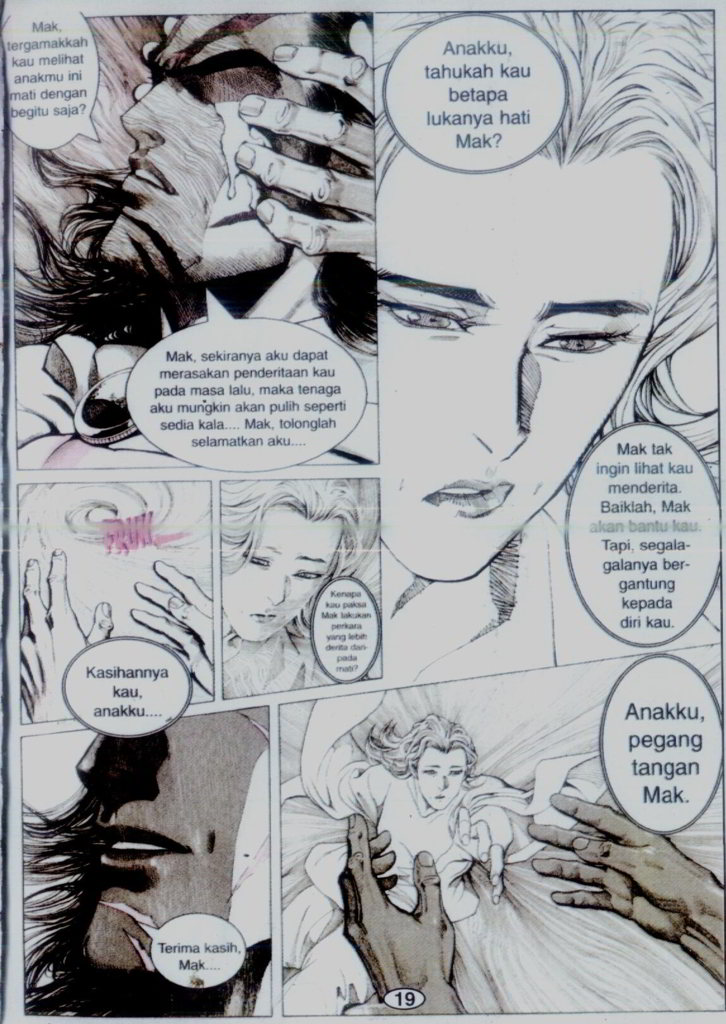 Mak,
tergamakkah
kau melihat
anakmu ini
mati dengan
begitu saja?
Anakku,
tahukah kau
betapa
lukanya hati
Mak?
Mak, sekiranya aku dapat
merasakan penderitaan kau
pada masa lalu, maka tenaga
aku mungkin akan pulih seperti
sedia kala.... Mak, tolonglah
selamatkan aku....
Mak tak
ingin lihat kau
menderita.
Baiklah, Mak
akan bantu kau.
Tapi, segala-
galanya ber-
gantung
kepada
diri kau.
Kasihannya
kau,
anakku....
Kenapa
kau paksa
Mak lakukan
perkara
yang lebih
derita dari-
pada
mati?
Anakku,
pegang
tangan
Mak.
Terima kasih,
Mak....
19